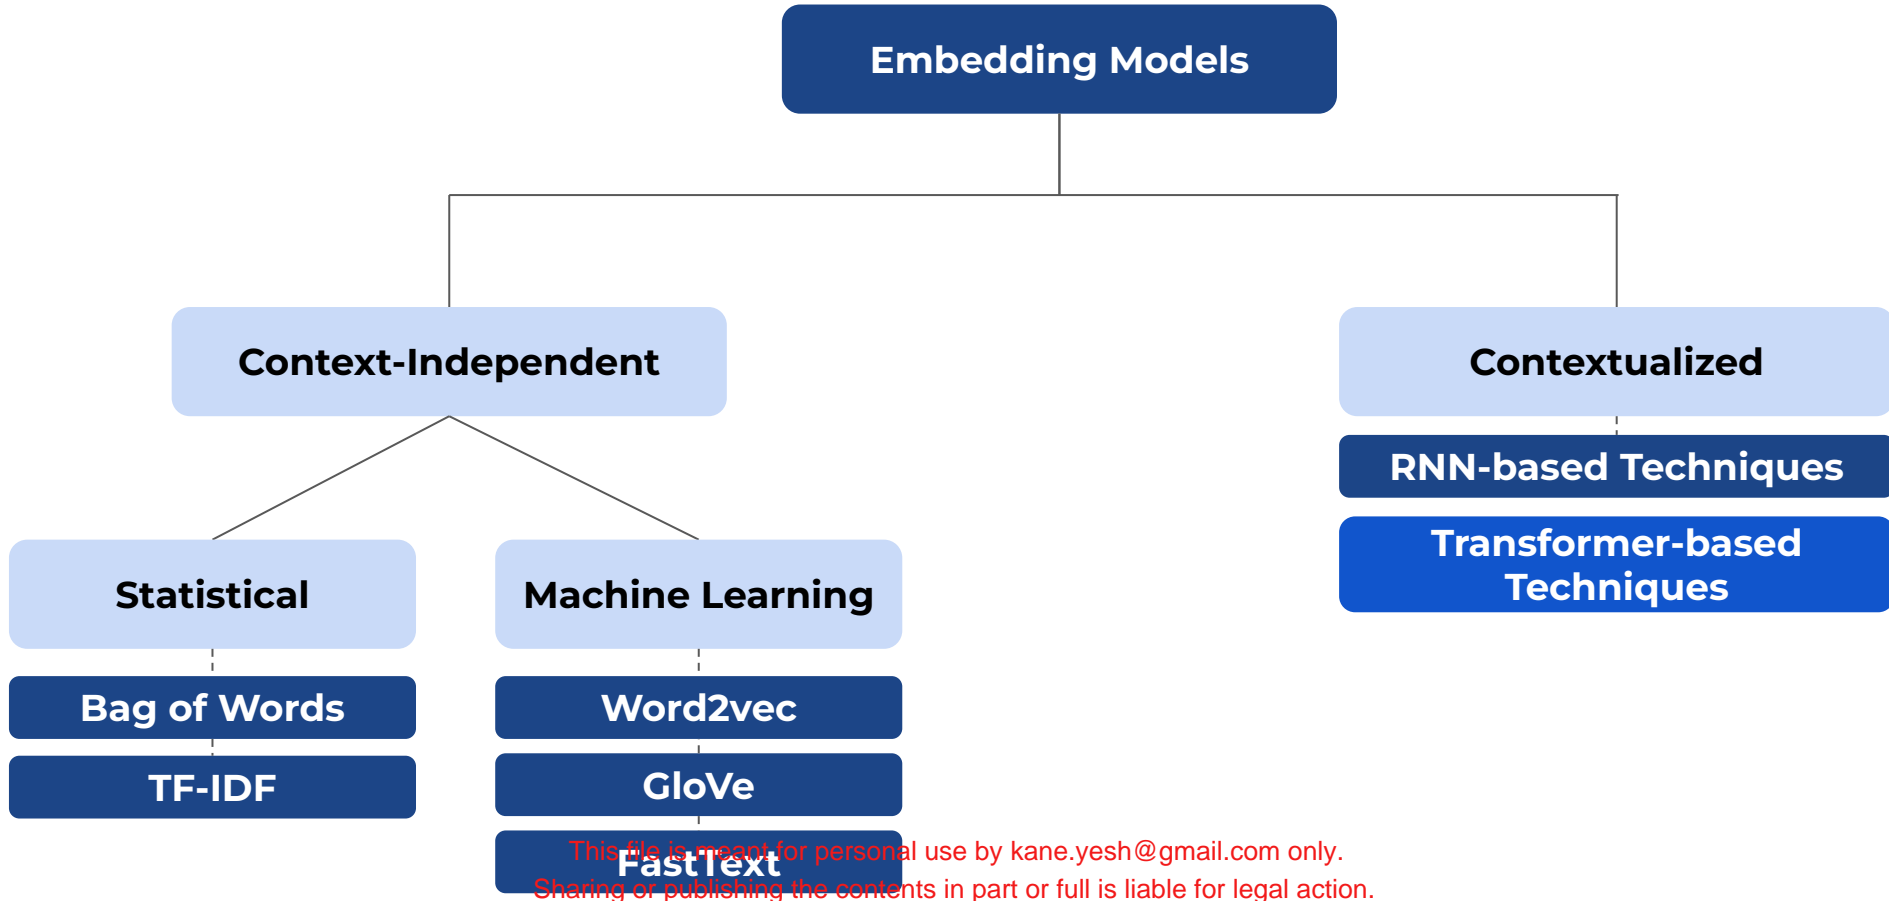 Embedding Models
Context-Independent
Contextualized
RNN-based Techniques
Transformer-based
Techniques
Statistical
Machine Learning
Bag of Words
Word2vec
TF-IDF
GloVe
FastText
This file is meant for personal use by kane.yesh@gmail.com only.
Sharing or publishing the contents in part or full is liable for legal action.